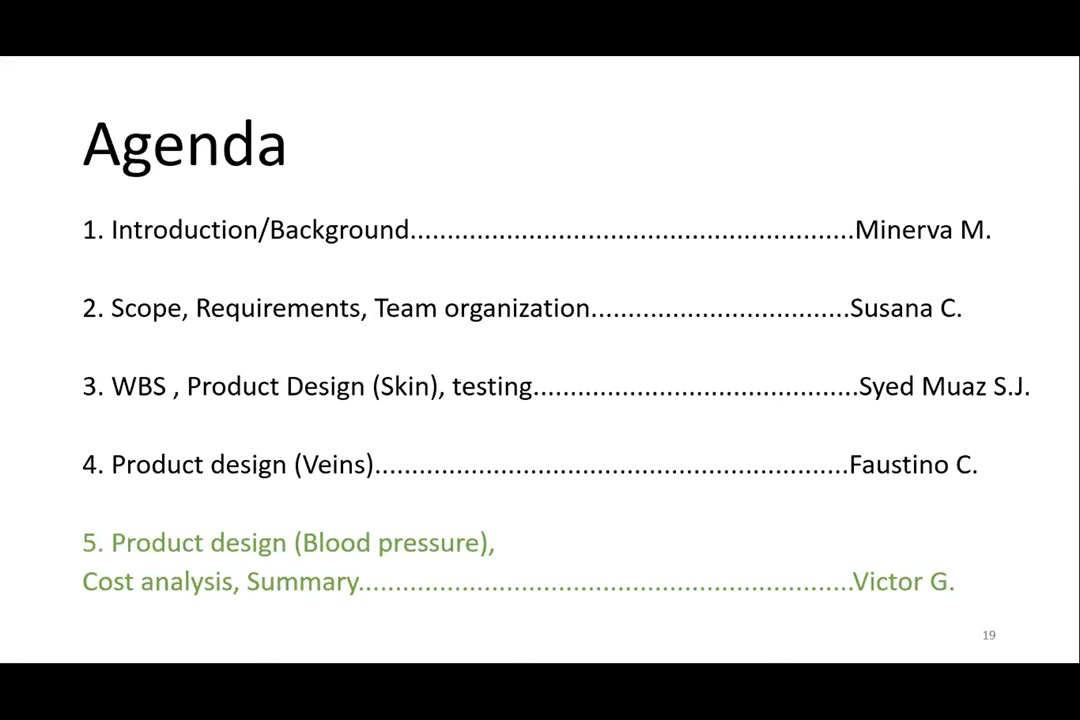 Agenda
1. Introduction/Background............................................................Minerva M.
2. Scope, Requirements, Team organization...................................Susana C.
3. WBS , Product Design (Skin), testing............................................Syed Muaz S.J.
4. Product design (Veins)................................................................Faustino C.
5. Product design (Blood pressure),
Cost analysis, Summary...................................................................Victor G.
19